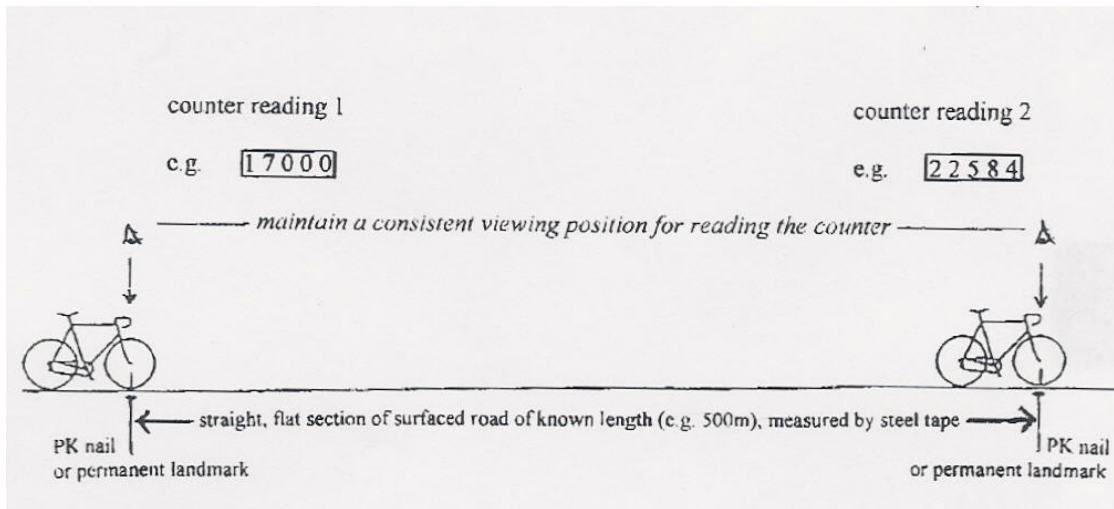 counter reading 1
counter reading 2
e.g. 17000
e.g. 22584
maintain a consistent viewing position for reading the counter
straight, flat section of surfaced road of known length (e.g. 500m), measured by steel tape
PK nail
or permanent landmark
PK nail
or permanent landmark